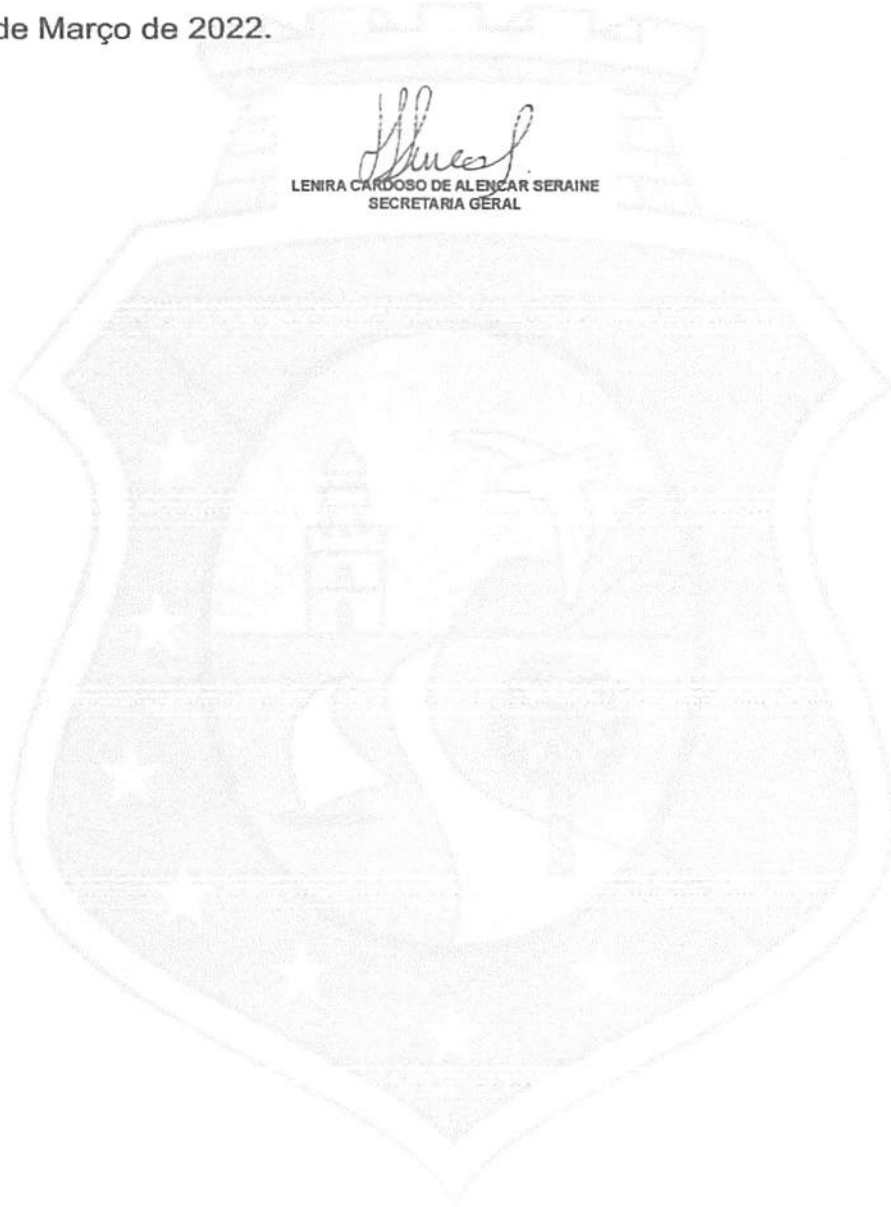 de Março de 2022.
LENIRA CARDOSO DE ALENCAR SERAINE
SECRETARIA GERAL